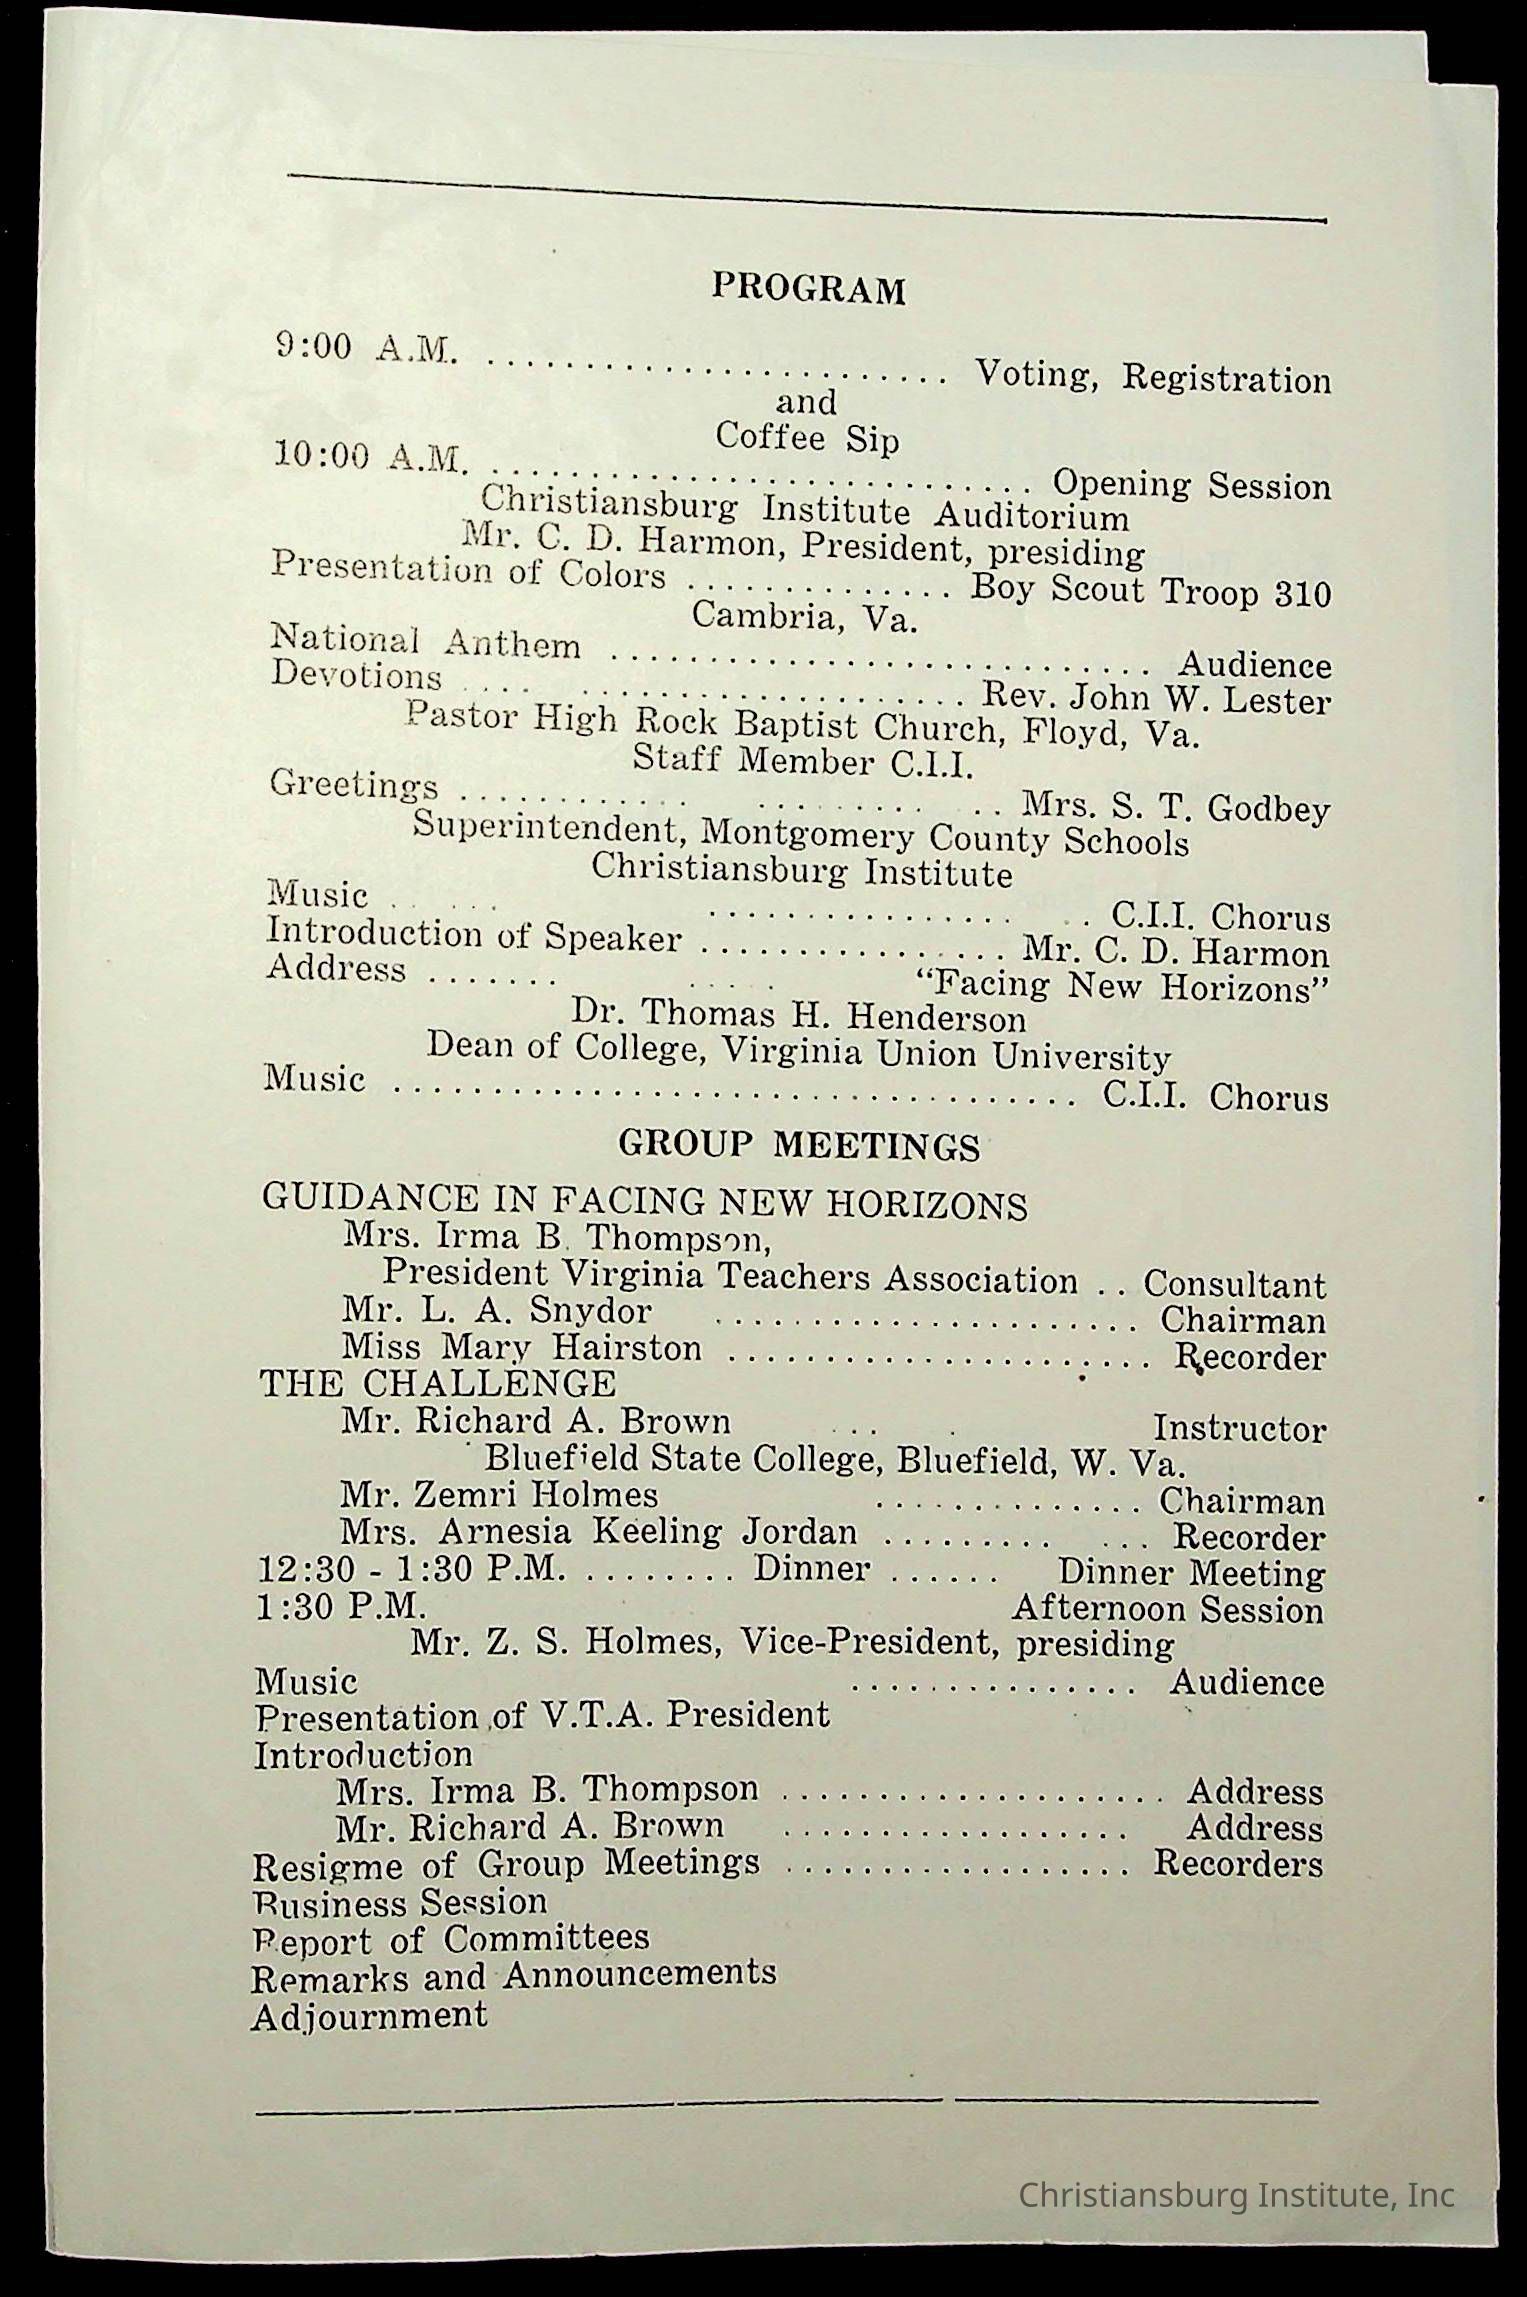 PROGRAM
9:00 A.M. ........................ Voting, Registration
and
Coffee Sip
10:00 A.M. ............................ Opening Session
Christiansburg Institute Auditorium
Mr. C. D. Harmon, President, presiding
Presentation of Colors .............. Boy Scout Troop 310
Cambria, Va.
National Anthem ............................ Audience
Devotions .... .................... Rev. John W. Lester
Pastor High Rock Baptist Church, Floyd, Va.
Staff Member C.I.I.
Greetings ............ ......... .. Mrs. S. T. Godbey
Superintendent, Montgomery County Schools
Christiansburg Institute
Music . ... ................ . . C.I.I. Chorus
Introduction of Speaker ................ Mr. C. D. Harmon
Address ....... ..... “Facing New Horizons”
Dr. Thomas H. Henderson
Dean of College, Virginia Union University
Music ................................... C.I.I. Chorus
GROUP MEETINGS
GUIDANCE IN FACING NEW HORIZONS
Mrs. Irma B. Thompson,
President Virginia Teachers Association .. Consultant
Mr. L. A. Snydor ...................... Chairman
Miss Mary Hairston ...................... Recorder
THE CHALLENGE
Mr. Richard A. Brown ... . Instructor
Bluefield State College, Bluefield, W. Va.
Mr. Zemri Holmes .............. Chairman
Mrs. Arnesia Keeling Jordan ......... ... Recorder
12:30 - 1:30 P.M. ........ Dinner ...... Dinner Meeting
1:30 P.M. Afternoon Session
Mr. Z. S. Holmes, Vice-President, presiding
Music ............... Audience
Presentation of V.T.A. President
Introduction
Mrs. Irma B. Thompson .................... Address
Mr. Richard A. Brown .................. Address
Resigme of Group Meetings .................. Recorders
Business Session
Report of Committees
Remarks and Announcements
Adjournment
Christiansburg Institute, Inc